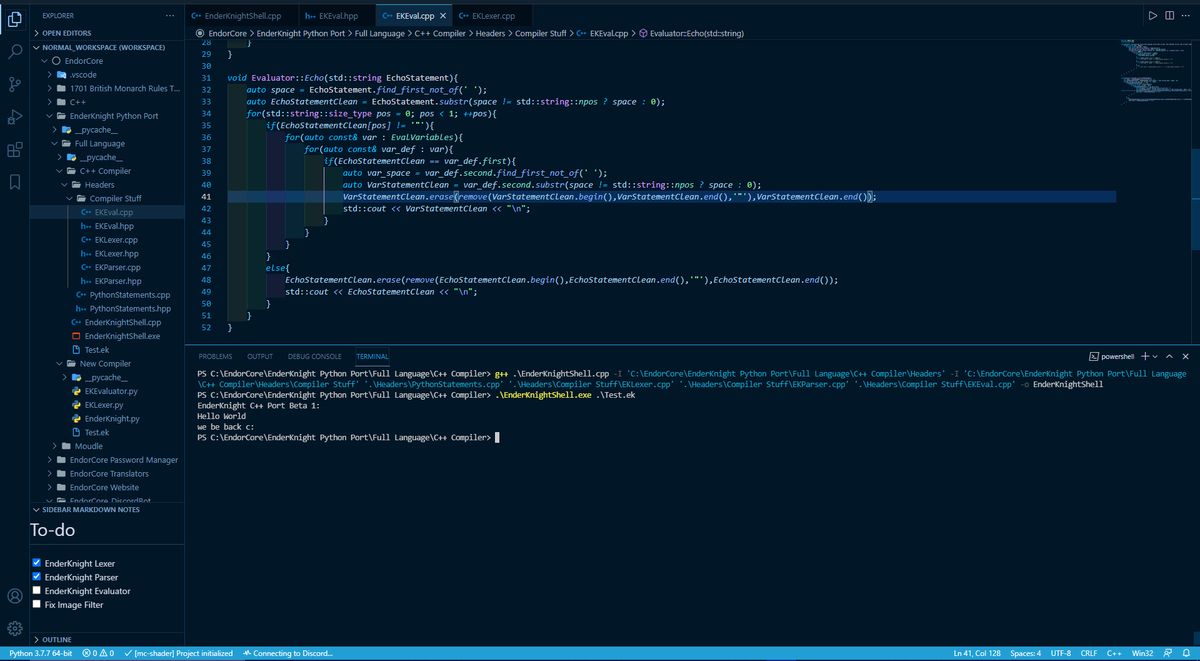 EXPLORER
OPEN EDITORS
NORMAL_WORKSPACE (WORKSPACE)
EndorCore
.vscode
1701 British Monarch Rules T...
C++
EnderKnight Python Port
__pycache__
Full Language
__pycache__
C++ Compiler
Headers
Compiler Stuff
C++ EKEval.cpp
h++ EKEval.hpp
C++ EKLexer.cpp
h++ EKLexer.hpp
C++ EKParser.cpp
h++ EKParser.hpp
C++ PythonStatements.cpp
h++ PythonStatements.hpp
C++ EnderKnightShell.cpp
EnderKnightShell.exe
Test.ek
New Compiler
__pycache__
EKEvaluator.py
EKLexer.py
EnderKnight.py
Test.ek
Moudle
EndorCore Password Manager
EndorCore Translators
EndorCore Website
EndorCore_DiscordBot
SIDEBAR MARKDOWN NOTES
To-do
EnderKnight Lexer
EnderKnight Parser
EnderKnight Evaluator
Fix Image Filter
OUTLINE
C++ EnderKnightShell.cpp h++ EKEval.hpp C++ EKEval.cpp C++ EKLexer.cpp
EndorCore > EnderKnight Python Port > Full Language > C++ Compiler > Headers > Compiler Stuff > C++ EKEval.cpp > Evaluator::Echo(std::string)
28 }
29 }
30
31 void Evaluator::Echo(std::string EchoStatement){
32 auto space = EchoStatement.find_first_not_of(' ');
33 auto EchoStatementClean = EchoStatement.substr(space != std::string::npos ? space : 0);
34 for(std::string::size_type pos = 0; pos < 1; ++pos){
35 if(EchoStatementClean[pos] != '"'){
36 for(auto const& var : EvalVariables){
37 for(auto const& var_def : var){
38 if(EchoStatementClean == var_def.first){
39 auto var_space = var_def.second.find_first_not_of(' ');
40 auto VarStatementClean = var_def.second.substr(space != std::string::npos ? space : 0);
41 VarStatementClean.erase(remove(VarStatementClean.begin(),VarStatementClean.end(),'"'),VarStatementClean.end());
42 std::cout << VarStatementClean << "\n";
43 }
44 }
45 }
46 }
47 else{
48 EchoStatementClean.erase(remove(EchoStatementClean.begin(),EchoStatementClean.end(),'"'),EchoStatementClean.end());
49 std::cout << EchoStatementClean << "\n";
50 }
51 }
52 }
PROBLEMS OUTPUT DEBUG CONSOLE TERMINAL powershell
PS C:\EndorCore\EnderKnight Python Port\Full Language\C++ Compiler> g++ .\EnderKnightShell.cpp -I 'C:\EndorCore\EnderKnight Python Port\Full Language\C++ Compiler\Headers' -I 'C:\EndorCore\EnderKnight Python Port\Full Language
\C++ Compiler\Headers\Compiler Stuff' '.\Headers\PythonStatements.cpp' '.\Headers\Compiler Stuff\EKLexer.cpp' '.\Headers\Compiler Stuff\EKParser.cpp' '.\Headers\Compiler Stuff\EKEval.cpp' -o EnderKnightShell
PS C:\EndorCore\EnderKnight Python Port\Full Language\C++ Compiler> .\EnderKnightShell.exe .\Test.ek
EnderKnight C++ Port Beta 1:
Hello World
we be back c:
PS C:\EndorCore\EnderKnight Python Port\Full Language\C++ Compiler>
Python 3.7.7 64-bit 0 0 [mc-shader] Project initialized Connecting to Discord... Ln 41, Col 128 Spaces: 4 UTF-8 CRLF C++ Win32